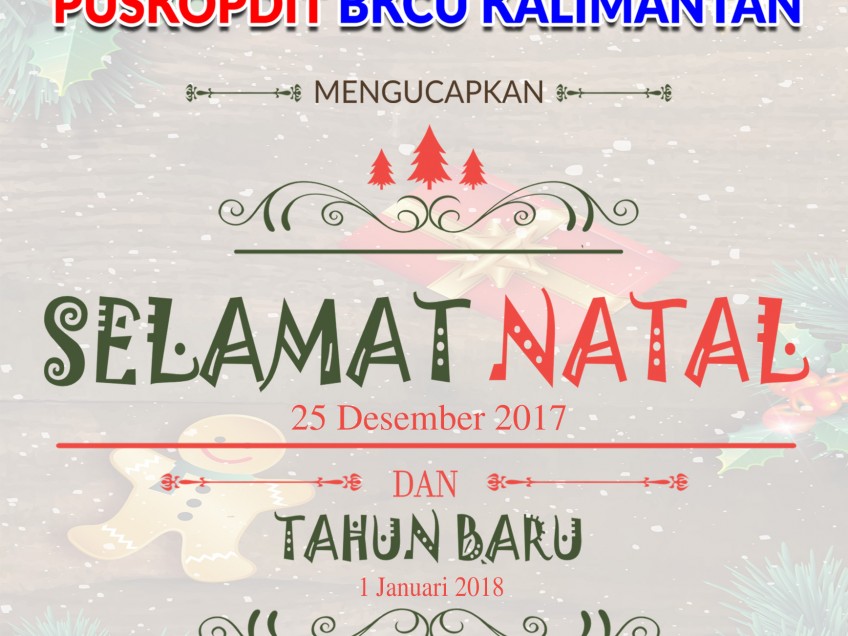 PUSKOPDIT BKCU KALIMANTAN
MENGUCAPKAN
SELAMAT NATAL
25 Desember 2017
DAN
TAHUN BARU
1 Januari 2018